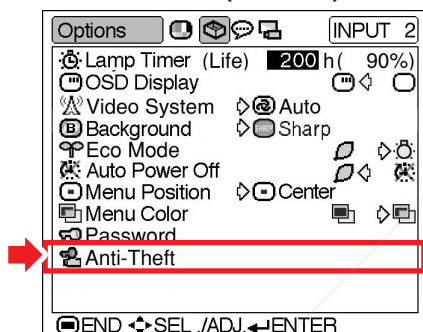 Options INPUT 2
Lamp Timer (Life) 200 h( 90%)
OSD Display
Video System Auto
B Background SHARP Sharp
Eco Mode
Auto Power Off
Menu Position Center
Menu Color
Password
Anti-Theft
END SEL./ADJ. ENTER